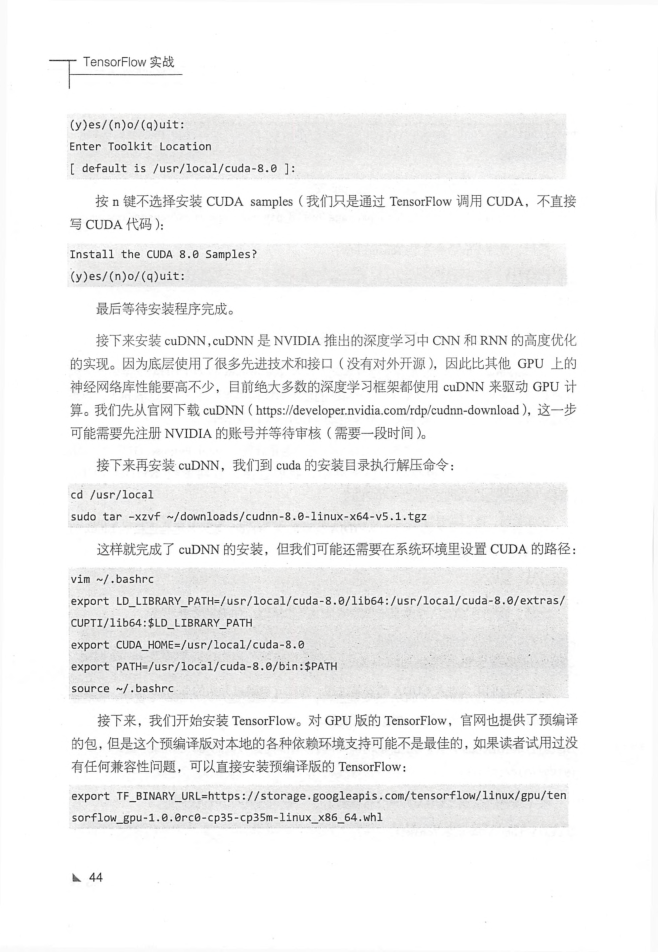 TensorFlow 实战
(y)es/(n)o/(q)uit:
Enter Toolkit Location
[ default is /usr/local/cuda-8.0 ]:
按 n 键不选择安装 CUDA samples（我们只是通过 TensorFlow 调用 CUDA，不直接
写 CUDA 代码）：
Install the CUDA 8.0 Samples?
(y)es/(n)o/(q)uit:
最后等待安装程序完成。
接下来安装 cuDNN,cuDNN 是 NVIDIA 推出的深度学习中 CNN 和 RNN 的高度优化
的实现。因为底层使用了很多先进技术和接口（没有对外开源），因此比其他 GPU 上的
神经网络库性能要高不少，目前绝大多数的深度学习框架都使用 cuDNN 来驱动 GPU 计
算。我们先从官网下载 cuDNN（https://developer.nvidia.com/rdp/cudnn-download），这一步
可能需要先注册 NVIDIA 的账号并等待审核（需要一段时间）。
接下来再安装 cuDNN，我们到 cuda 的安装目录执行解压命令：
cd /usr/local
sudo tar –xzvf ~/downloads/cudnn-8.0-linux-x64-v5.1.tgz
这样就完成了 cuDNN 的安装，但我们可能还需要在系统环境里设置 CUDA 的路径：
vim ~/.bashrc
export LD_LIBRARY_PATH=/usr/local/cuda-8.0/lib64:/usr/local/cuda-8.0/extras/
CUPTI/lib64:$LD_LIBRARY_PATH
export CUDA_HOME=/usr/local/cuda-8.0
export PATH=/usr/local/cuda-8.0/bin:$PATH
source ~/.bashrc
接下来，我们开始安装 TensorFlow。对 GPU 版的 TensorFlow，官网也提供了预编译
的包，但是这个预编译版对本地的各种依赖环境支持可能不是最佳的，如果读者试用过没
有任何兼容性问题，可以直接安装预编译版的 TensorFlow：
export TF_BINARY_URL=https://storage.googleapis.com/tensorflow/linux/gpu/ten
sorflow_gpu-1.0.0rc0-cp35-cp35m-linux_x86_64.whl
44